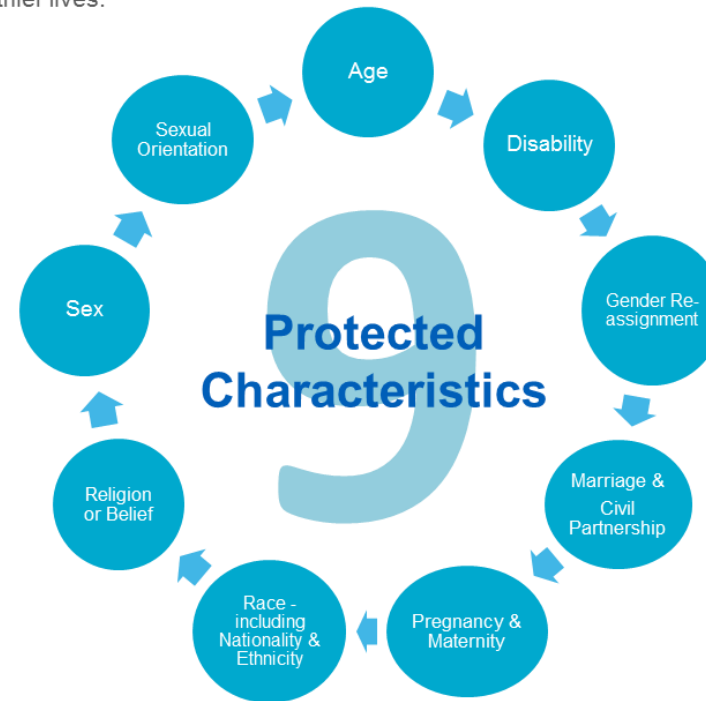 lives.
Age
Disability
Gender Re-
assignment
Marriage &
Civil
Partnership
Pregnancy &
Maternity
Race -
including
Nationality &
Ethnicity
Religion
or Belief
Sex
Sexual
Orientation
9
Protected
Characteristics